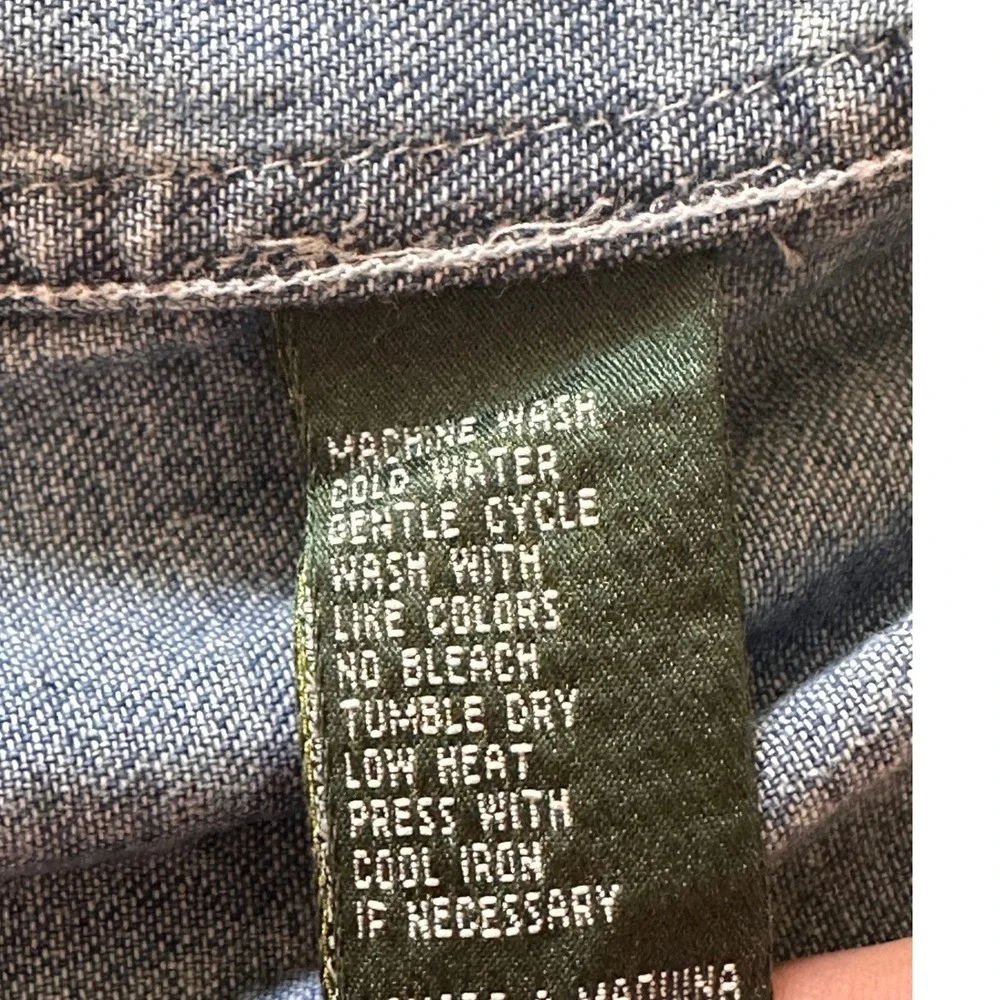 MACHINE WASH
COLD WATER
GENTLE CYCLE
WASH WITH
LIKE COLORS
NO BLEACH
TUMBLE DRY
LOW HEAT
PRESS WITH
COOL IRON
IF NECESSARY
A MAQUINA